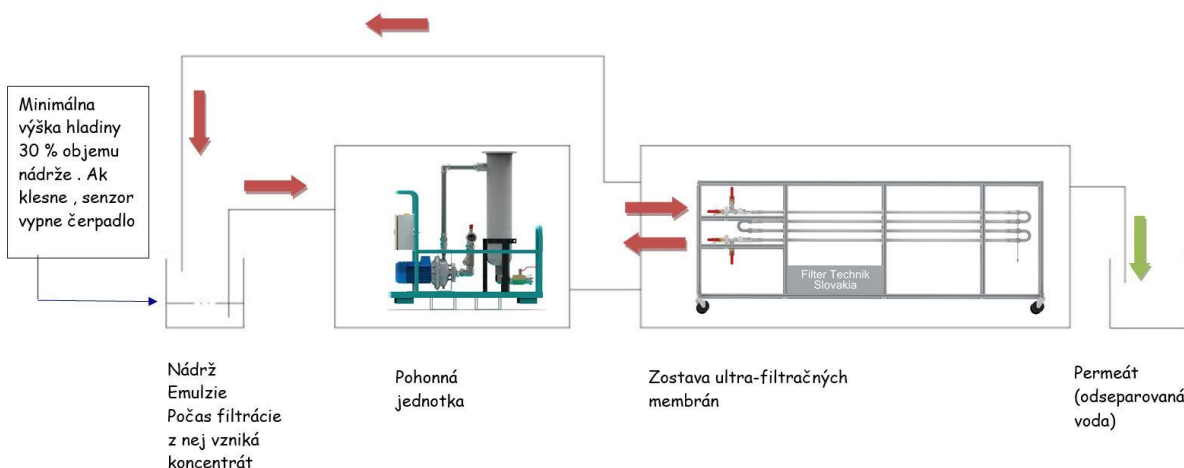 Minimálna
výška hladiny
30 % objemu
nádrže . Ak
klesne , senzor
vypne čerpadlo
Filter Technik
Slovakia
Nádrž
Emulzie
Počas filtrácie
z nej vzniká
koncentrát
Pohonná
jednotka
Zostava ultra-filtračných
membrán
Permeát
(odseparovaná
voda)